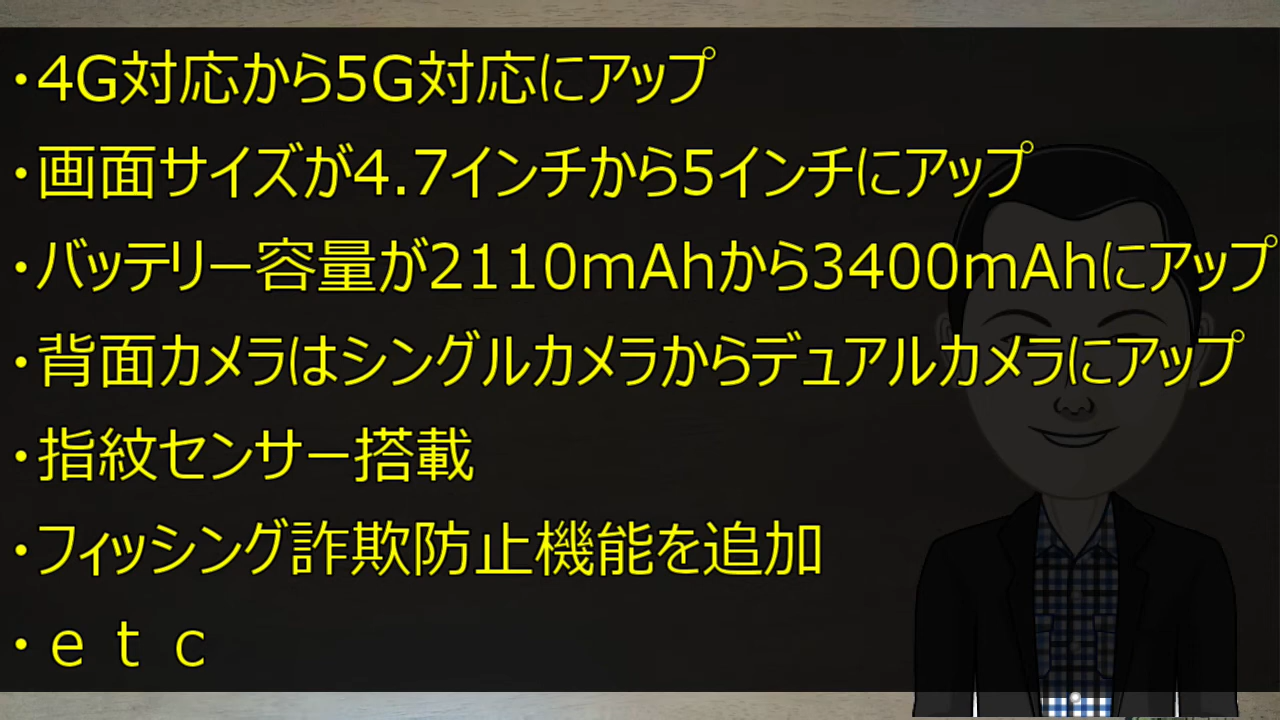 ・4G対応から5G対応にアップ
・画面サイズが4.7インチから5インチにアップ
・バッテリー容量が2110mAhから3400mAhにアップ
・背面カメラはシングルカメラからデュアルカメラにアップ
・指紋センサー搭載
・フィッシング詐欺防止機能を追加
・ｅｔｃ